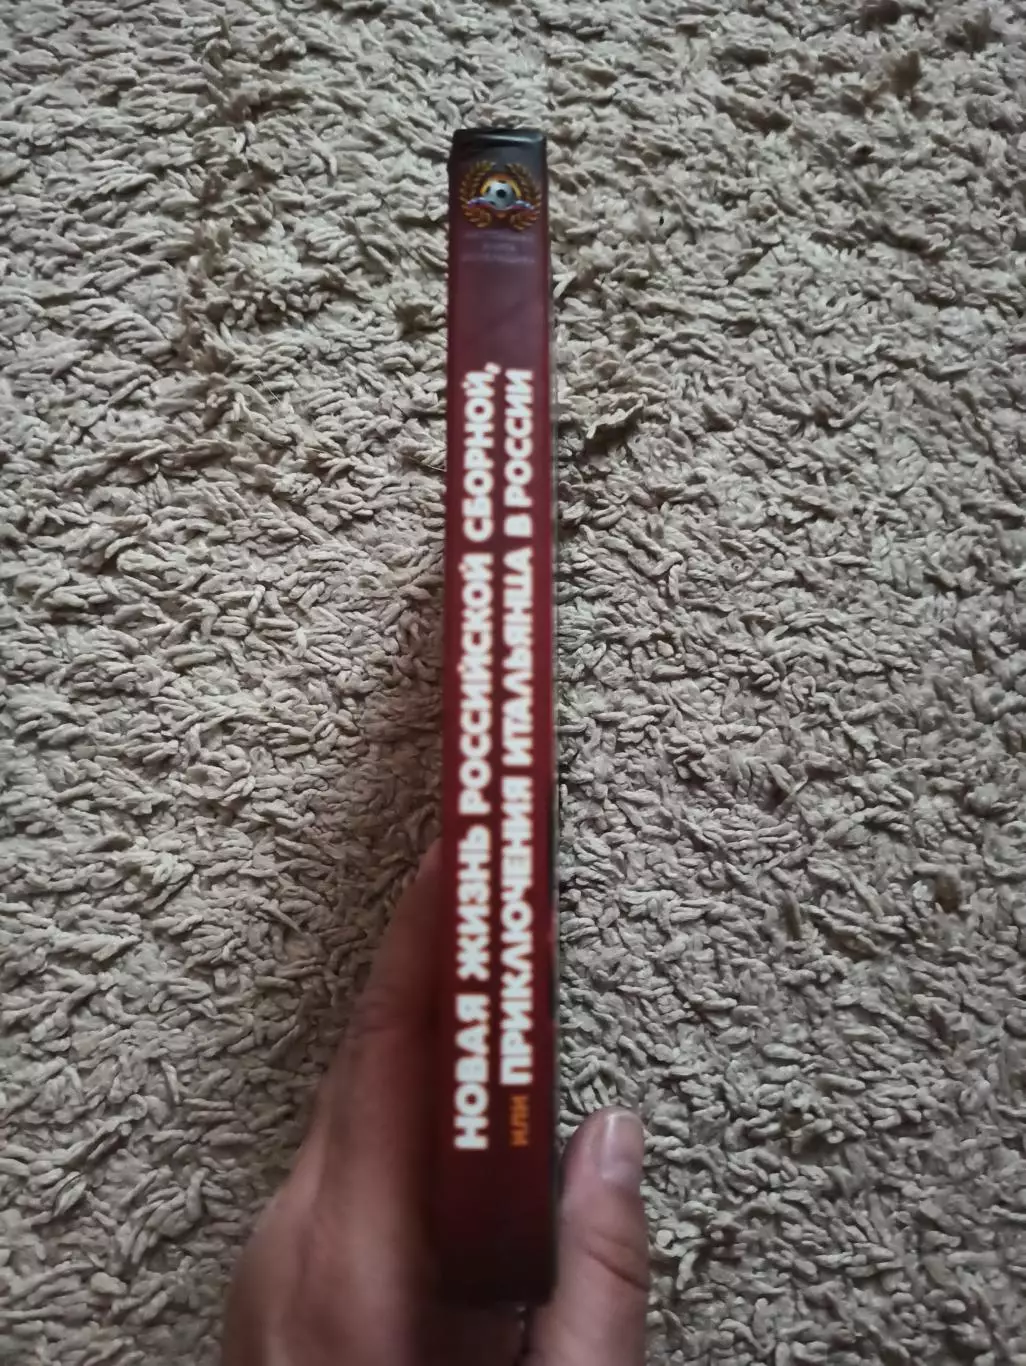 НОВАЯ ЖИЗНЬ РОССИЙСКОЙ СБОРНОЙ,
ИЛИ ПРИКЛЮЧЕНИЯ ИТАЛЬЯНЦА В РОССИИ